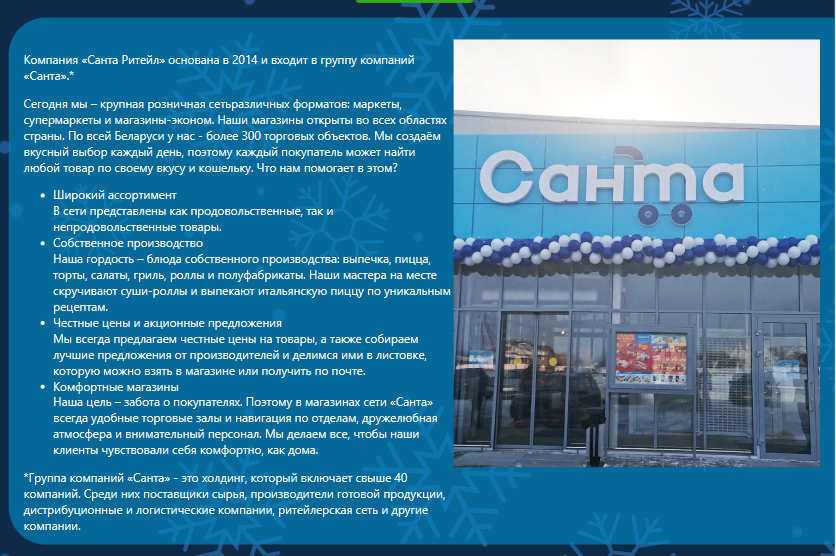 Компания «Санта Ритейл» основана в 2014 и входит в группу компаний
«Санта».*
Сегодня мы – крупная розничная сетьразличных форматов: маркеты,
супермаркеты и магазины-эконом. Наши магазины открыты во всех областях
страны. По всей Беларуси у нас - более 300 торговых объектов. Мы создаём
вкусный выбор каждый день, поэтому каждый покупатель может найти
любой товар по своему вкусу и кошельку. Что нам помогает в этом?
• Широкий ассортимент
В сети представлены как продовольственные, так и
непродовольственные товары.
• Собственное производство
Наша гордость – блюда собственного производства: выпечка, пицца,
торты, салаты, гриль, роллы и полуфабрикаты. Наши мастера на месте
скручивают суши-роллы и выпекают итальянскую пиццу по уникальным
рецептам.
• Честные цены и акционные предложения
Мы всегда предлагаем честные цены на товары, а также собираем
лучшие предложения от производителей и делимся ими в листовке,
которую можно взять в магазине или получить по почте.
• Комфортные магазины
Наша цель – забота о покупателях. Поэтому в магазинах сети «Санта»
всегда удобные торговые залы и навигация по отделам, дружелюбная
атмосфера и внимательный персонал. Мы делаем все, чтобы наши
клиенты чувствовали себя комфортно, как дома.
*Группа компаний «Санта» - это холдинг, который включает свыше 40
компаний. Среди них поставщики сырья, производители готовой продукции,
дистрибуционные и логистические компании, ритейлерская сеть и другие
компании.
Санта